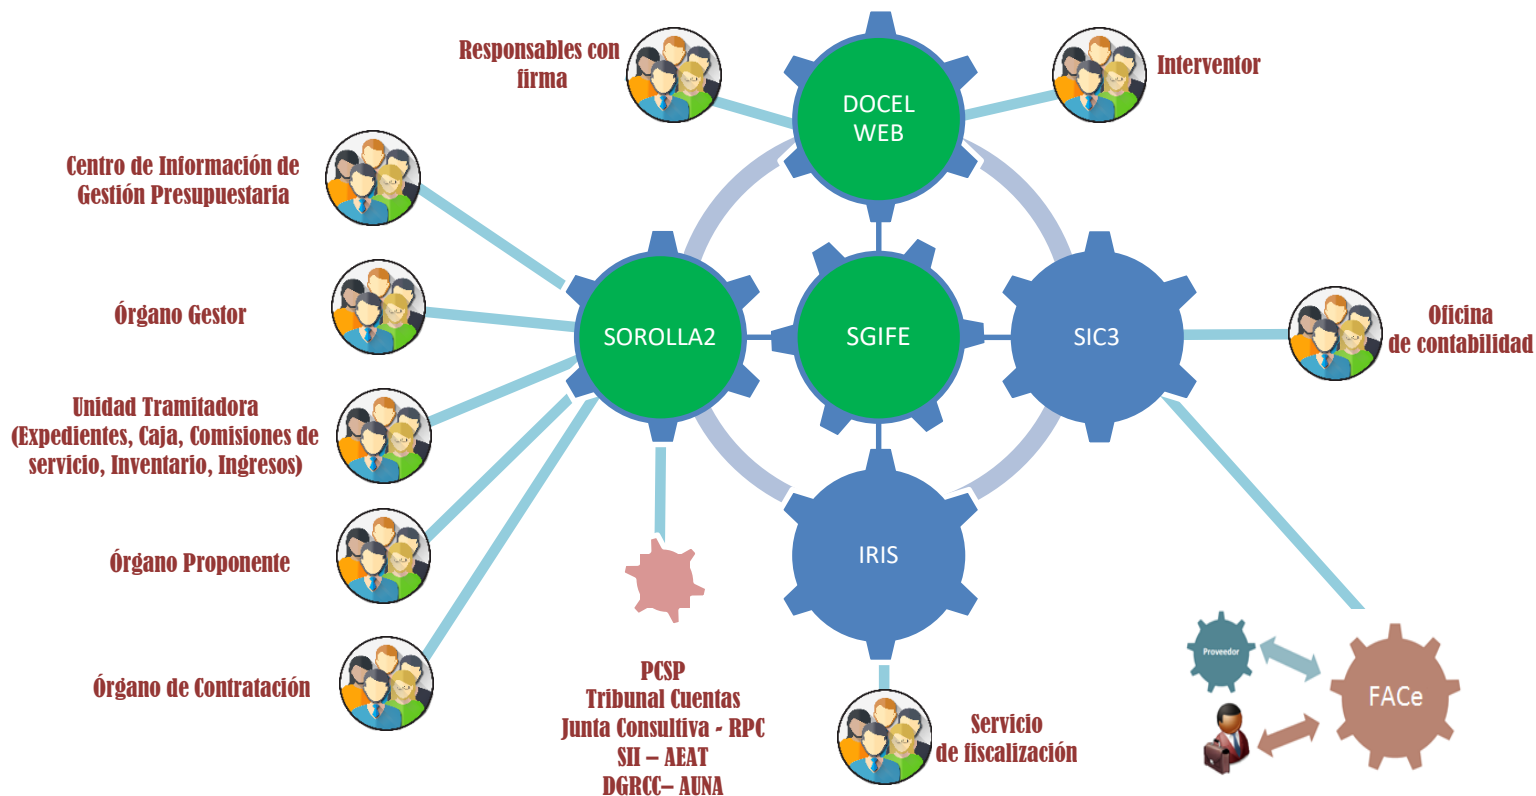 Responsables con
firma
DOCEL
WEB
Interventor
Centro de Información de
Gestión Presupuestaria
Órgano Gestor
SOROLLA2
SGIFE
SIC3
Oficina
de contabilidad
Unidad Tramitadora
(Expedientes, Caja, Comisiones de
servicio, Inventario, Ingresos)
Órgano Proponente
IRIS
Órgano de Contratación
PCSP
Tribunal Cuentas
Junta Consultiva - RPC
SII – AEAT
DGRCC– AUNA
Servicio
de fiscalización
Proveedor
FACe